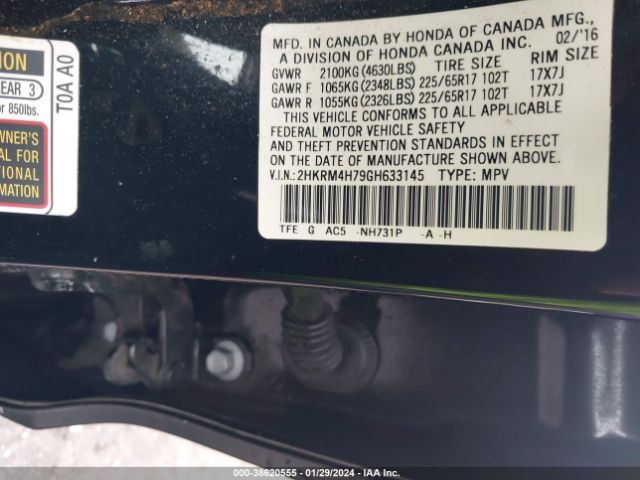 ION
EAR 3
r 850lbs.
WNER'S
AL FOR
TIONAL
RMATION
T0A A0
MFD. IN CANADA BY HONDA OF CANADA MFG.,
A DIVISION OF HONDA CANADA INC. 02/'16
GVWR 2100KG (4630LBS) TIRE SIZE RIM SIZE
GAWR F 1065KG (2348LBS) 225/65R17 102T 17X7J
GAWR R 1055KG (2326LBS) 225/65R17 102T 17X7J
THIS VEHICLE CONFORMS TO ALL APPLICABLE
FEDERAL MOTOR VEHICLE SAFETY
AND THEFT PREVENTION STANDARDS IN EFFECT
ON THE DATE OF MANUFACTURE SHOWN ABOVE.
V.I.N.: 2HKRM4H79GH633145 TYPE: MPV
TFE G AC5 -NH731P -A -H
000-38620555 - 01/29/2024 - IAA Inc.